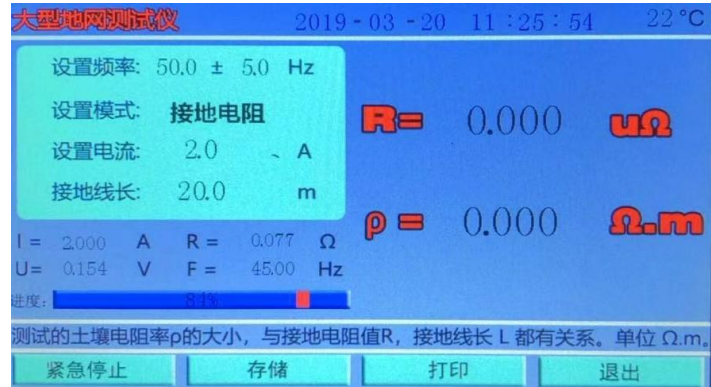 大型地网测试仪 2019-03-20 11:25:54 22℃
设置频率: 50.0 ± 5.0 Hz
设置模式: 接地电阻
设置电流: 2.0 、 A
接地线长: 20.0 m
R= 0.000 uΩ
ρ= 0.000 Ω.m
I = 2.000 A R = 0.077 Ω
U= 0.154 V F = 45.00 Hz
进度: 84%
测试的土壤电阻率ρ的大小，与接地电阻值R，接地线长 L 都有关系。单位 Ω.m。
紧急停止 存储 打印 退出